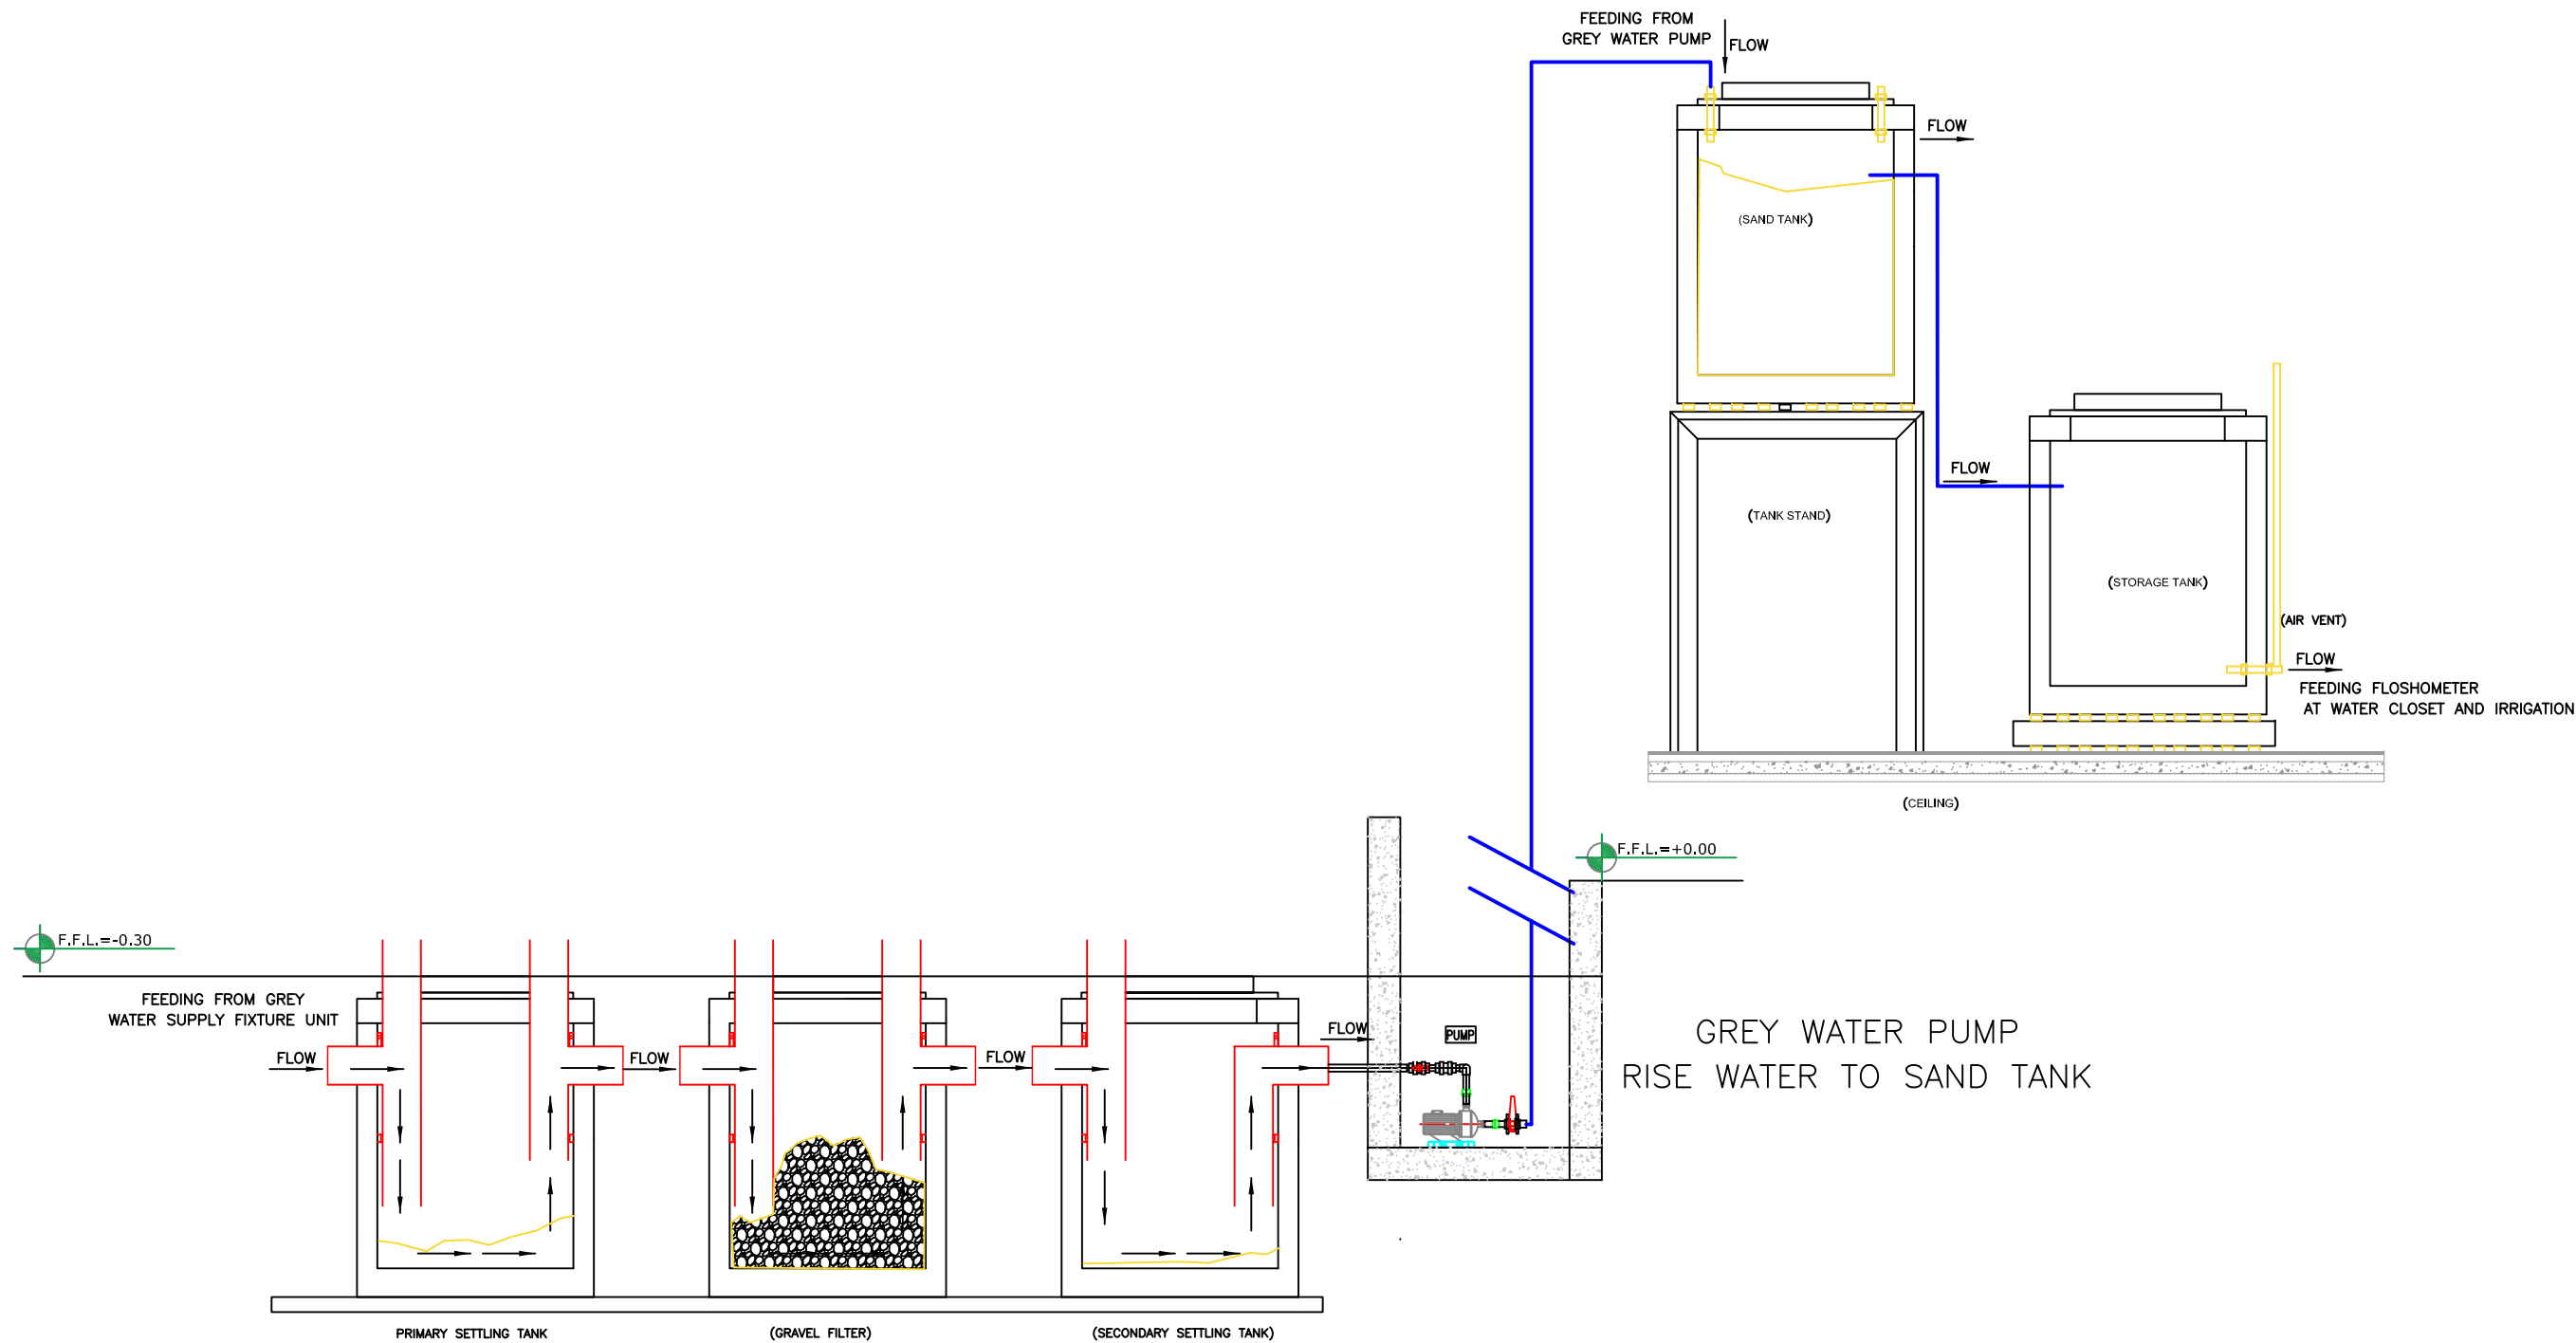 FEEDING FROM
GREY WATER PUMP
FLOW
FLOW
(SAND TANK)
FLOW
(TANK STAND)
(STORAGE TANK)
(AIR VENT)
FLOW
FEEDING FLOSHOMETER
AT WATER CLOSET AND IRRIGATION
(CEILING)
F.F.L.=+0.00
F.F.L.=-0.30
FEEDING FROM GREY
WATER SUPPLY FIXTURE UNIT
FLOW
FLOW
FLOW
FLOW
PUMP
GREY WATER PUMP
RISE WATER TO SAND TANK
PRIMARY SETTLING TANK
(GRAVEL FILTER)
(SECONDARY SETTLING TANK)